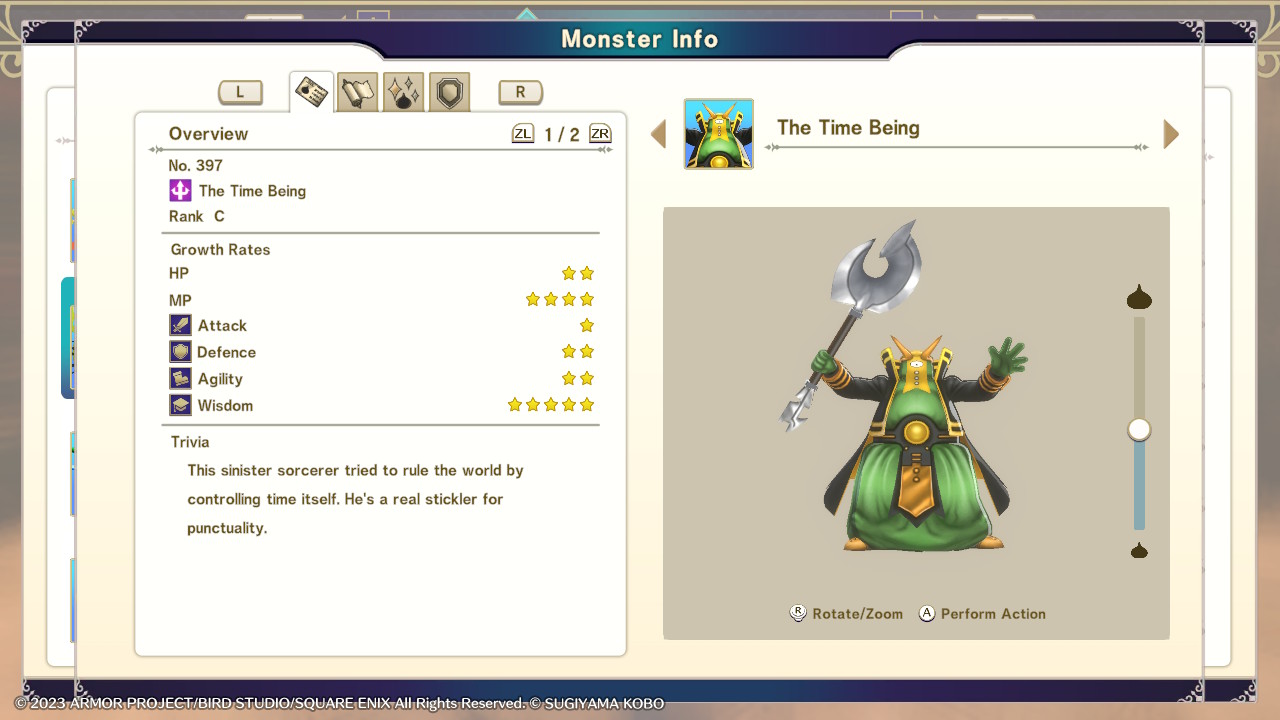 Monster Info
L
R
Overview
ZL 1 / 2 ZR
No. 397
The Time Being
Rank C
Growth Rates
HP
MP
Attack
Defence
Agility
Wisdom
Trivia
This sinister sorcerer tried to rule the world by
controlling time itself. He's a real stickler for
punctuality.
The Time Being
R Rotate/Zoom A Perform Action
© 2023 ARMOR PROJECT/BIRD STUDIO/SQUARE ENIX All Rights Reserved. © SUGIYAMA KOBO